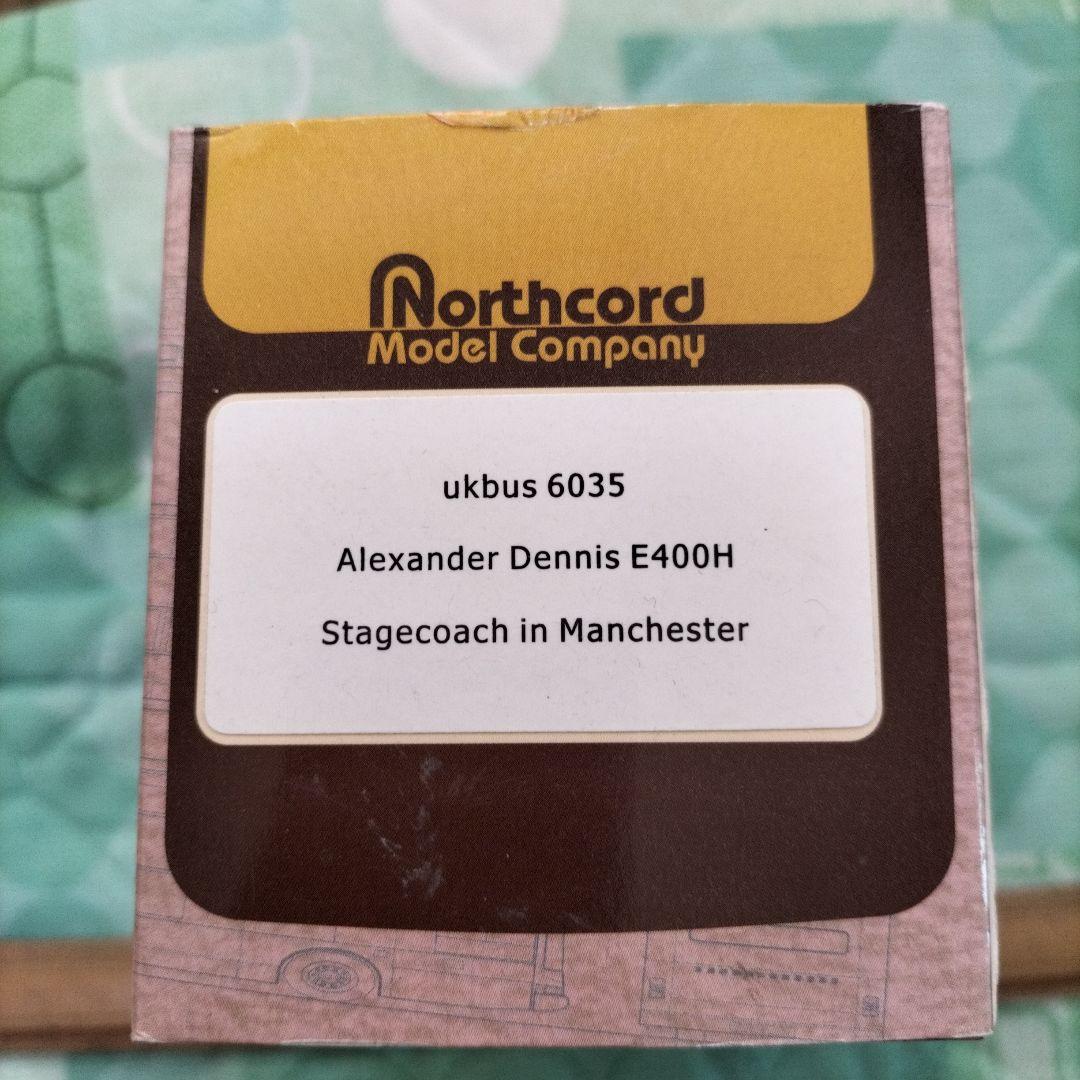 Northcord
Model Company
ukbus 6035
Alexander Dennis E400H
Stagecoach in Manchester